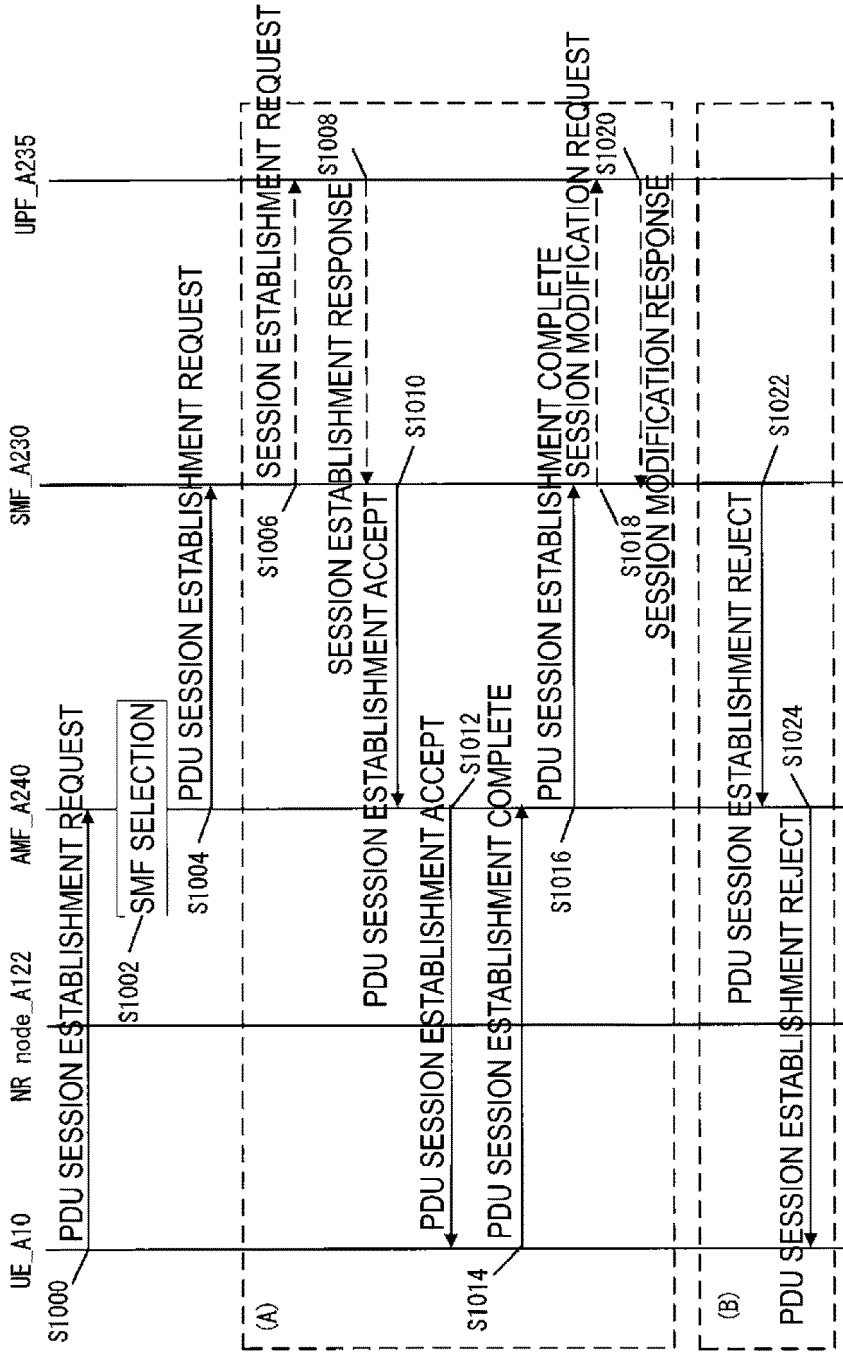 UE_A10
NR node_A122
AMF_A240
SMF_A230
UPF_A235
S1000
PDU SESSION ESTABLISHMENT REQUEST
S1002
SMF SELECTION
S1004
PDU SESSION ESTABLISHMENT REQUEST
(A)
S1006
SESSION ESTABLISHMENT REQUEST
SESSION ESTABLISHMENT RESPONSE
S1008
PDU SESSION ESTABLISHMENT ACCEPT
S1010
PDU SESSION ESTABLISHMENT ACCEPT
S1012
S1014
PDU SESSION ESTABLISHMENT COMPLETE
S1016
PDU SESSION ESTABLISHMENT COMPLETE
S1018
SESSION MODIFICATION REQUEST
S1020
SESSION MODIFICATION RESPONSE
(B)
PDU SESSION ESTABLISHMENT REJECT
S1022
PDU SESSION ESTABLISHMENT REJECT
S1024